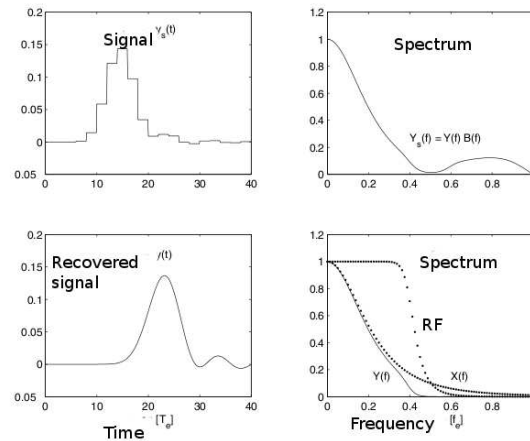 0.2
0.15
0.1
0.05
0
0.05
Signal y_s(t)
0 10 20 30 40
1.2
1
0.8
0.6
0.4
0.2
0
Spectrum
Y_s(f) = Y(f) B(f)
0 0.2 0.4 0.6 0.8
0.2
0.15
0.1
0.05
0
0.05
Recovered
signal
(t)
0 10 20 30 40
[T_e]
Time
1.2
1
0.8
0.6
0.4
0.2
0
Spectrum
RF
Y(f) X(f)
0 0.2 0.4 0.6 0.8
Frequency [f_e]